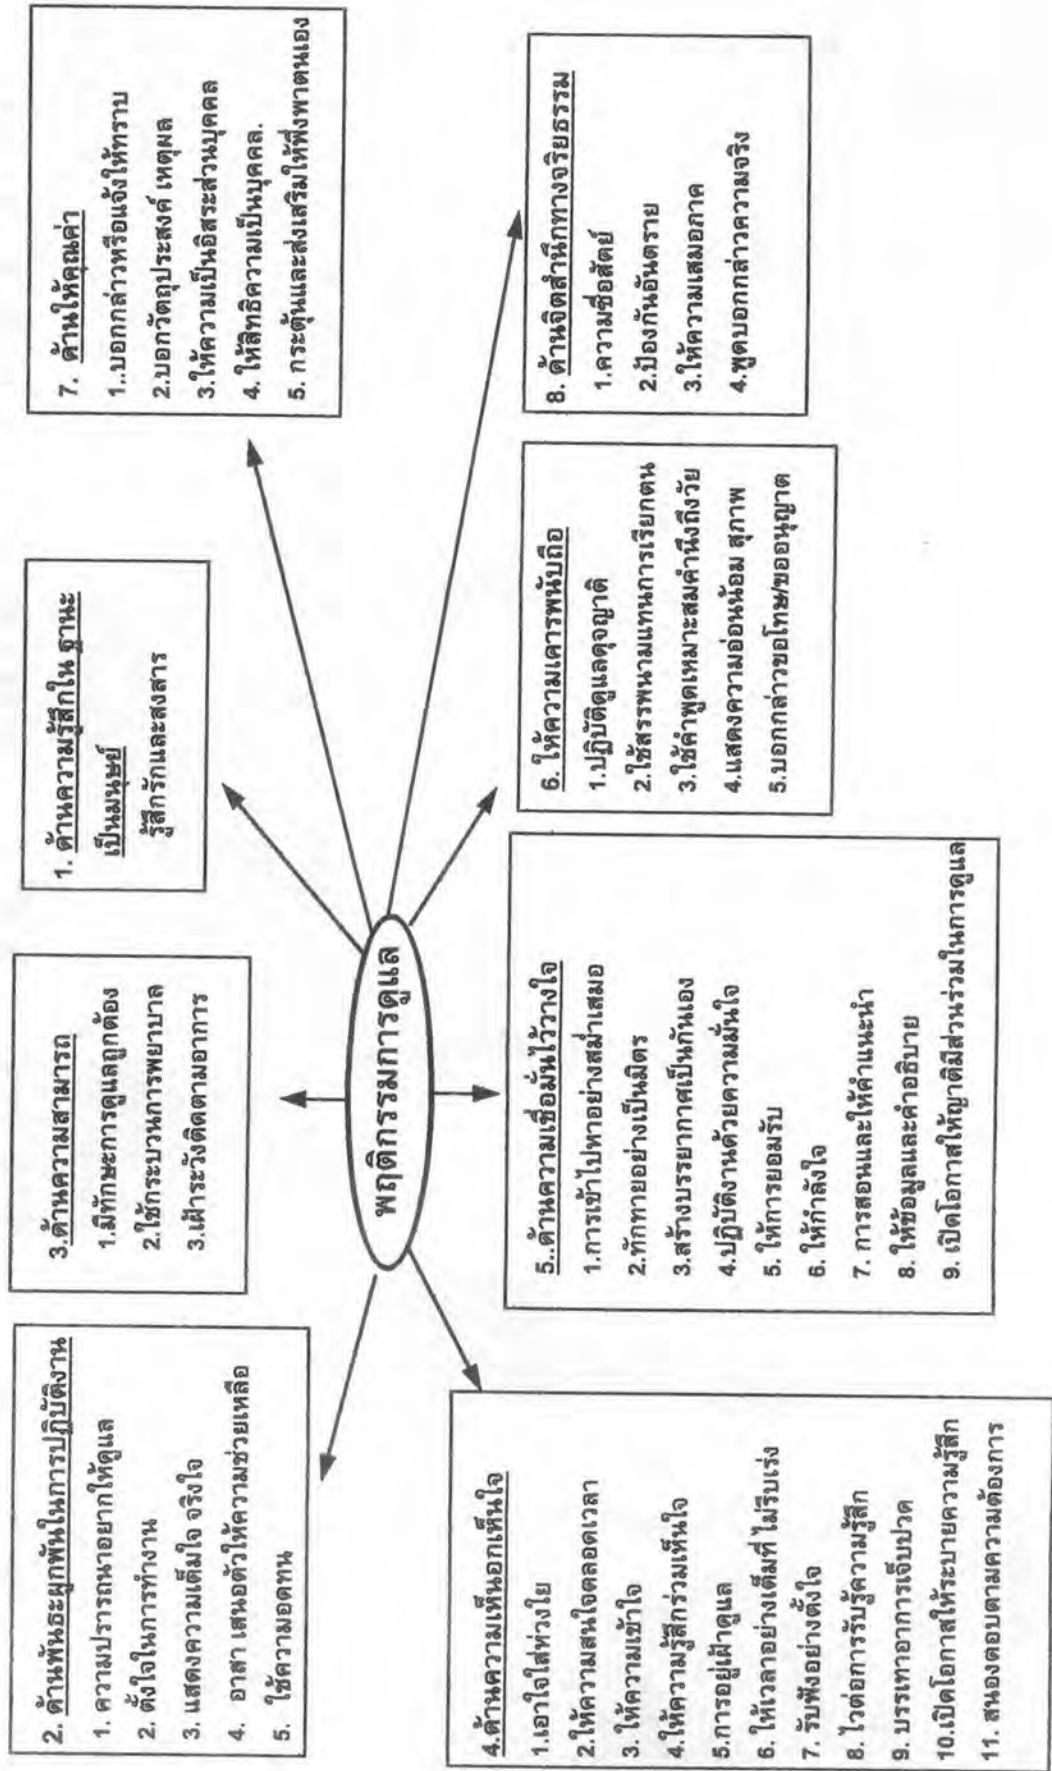 2. ด้านพันธะผูกพันในการปฏิบัติงาน
1. ความปรารถนาอยากให้ดูแล
2. ตั้งใจในการทำงาน
3. แสดงความเต็มใจ จริงใจ
4. อาสา เสนอตัวให้ความช่วยเหลือ
5. ใช้ความอดทน
3.ด้านความสามารถ
1.มีทักษะการดูแลถูกต้อง
2.ใช้กระบวนการพยาบาล
3.เฝ้าระวังติดตามอาการ
1. ด้านความรู้สึกใน ฐานะ
เป็นมนุษย์
รู้สึกรักและสงสาร
7. ด้านให้คุณค่า
1..บอกกล่าวหรือแจ้งให้ทราบ
2.บอกวัตถุประสงค์ เหตุผล
3.ให้ความเป็นอิสระส่วนบุคคล
4. ให้สิทธิความเป็นบุคคล.
5. กระตุ้นและส่งเสริมให้พึ่งพาตนเอง
พฤติกรรมการดูแล
4.ด้านความเห็นอกเห็นใจ
1.เอาใจใส่ห่วงใย
2.ให้ความสนใจตลอดเวลา
3. ให้ความเข้าใจ
4.ให้ความรู้สึกร่วมเห็นใจ
5.การอยู่เฝ้าดูแล
6. ให้เวลาอย่างเต็มที่ ไม่รีบเร่ง
7. รับฟังอย่างตั้งใจ
8. ไวต่อการรับรู้ความรู้สึก
9. บรรเทาอาการเจ็บปวด
10.เปิดโอกาสให้ระบายความรู้สึก
11. สนองตอบตามความต้องการ
5..ด้านความเชื่อมั่นไว้วางใจ
1.การเข้าไปหาอย่างสม่ำเสมอ
2.ทักทายอย่างเป็นมิตร
3.สร้างบรรยากาศเป็นกันเอง
4.ปฏิบัติงานด้วยความมั่นใจ
5. ให้การยอมรับ
6. ให้กำลังใจ
7. การสอนและให้คำแนะนำ
8. ให้ข้อมูลและคำอธิบาย
9. เปิดโอกาสให้ญาติมีส่วนร่วมในการดูแล
6. ให้ความเคารพนับถือ
1.ปฏิบัติดูแลดุจญาติ
2.ใช้สรรพนามแทนการเรียกตน
3.ใช้คำพูดเหมาะสมคำนึงถึงวัย
4.แสดงความอ่อนน้อม สุภาพ
5.บอกกล่าวขอโทษ/ขออนุญาต
8. ด้านจิตสำนึกทางจริยธรรม
1.ความซื่อสัตย์
2.ป้องกันอันตราย
3.ให้ความเสมอภาค
4.พูดบอกกล่าวความจริง